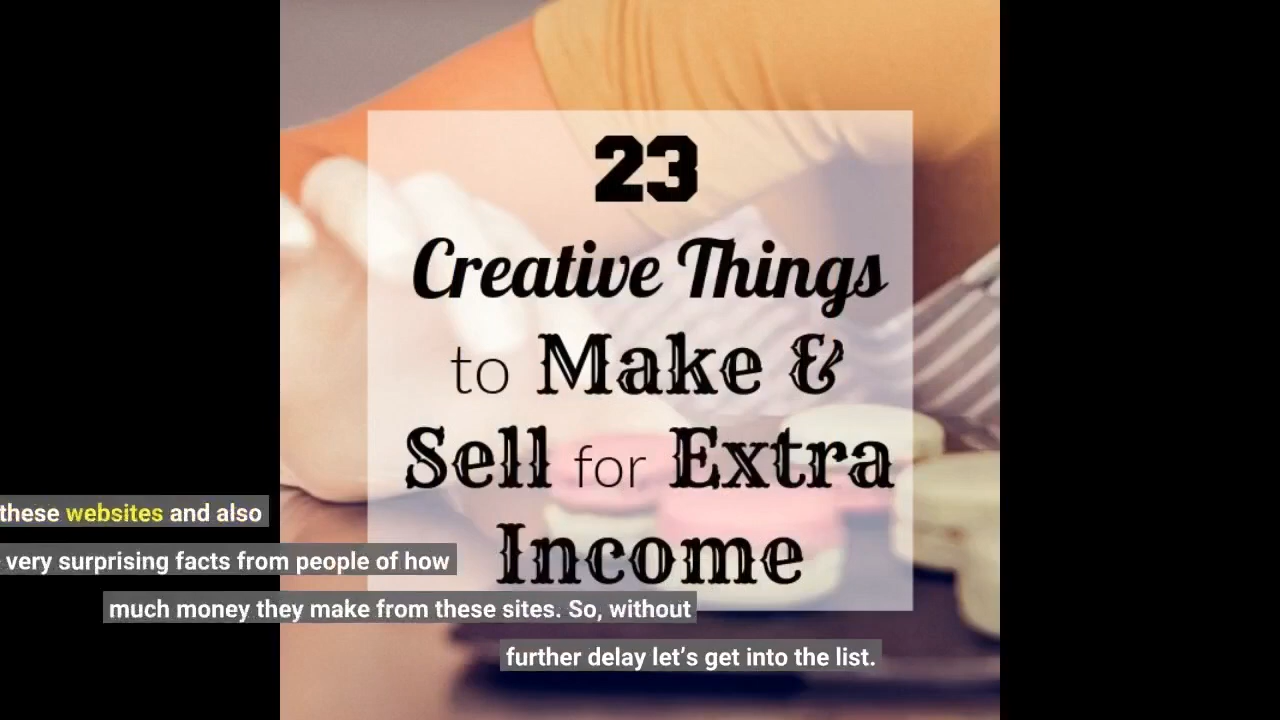 23
Creative Things
to Make &
Sell for Extra
Income
these websites and also
very surprising facts from people of how
much money they make from these sites. So, without
further delay let's get into the list.